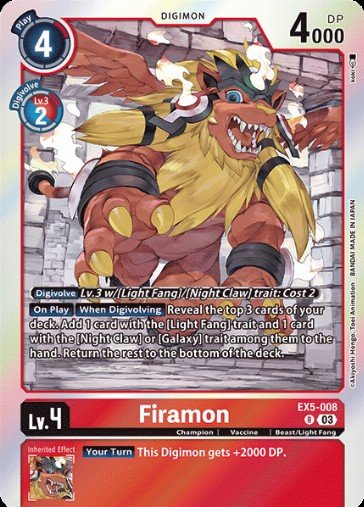 Play
4
DIGIMON
DP
4000
Digivolve
Lv.3
2
koki
©Akiyoshi Hongo, Toei Animation BANDAI MADE IN JAPAN
Digivolve Lv.3 w/[Light Fang]/[Night Claw] trait: Cost 2
On Play When Digivolving Reveal the top 3 cards of your
deck. Add 1 card with the [Light Fang] trait and 1 card
with the [Night Claw] or [Galaxy] trait among them to the
hand. Return the rest to the bottom of the deck.
Lv.4
Firamon
EX5-008
R 03
Champion Vaccine Beast/Light Fang
Inherited Effect
Your Turn This Digimon gets +2000 DP.